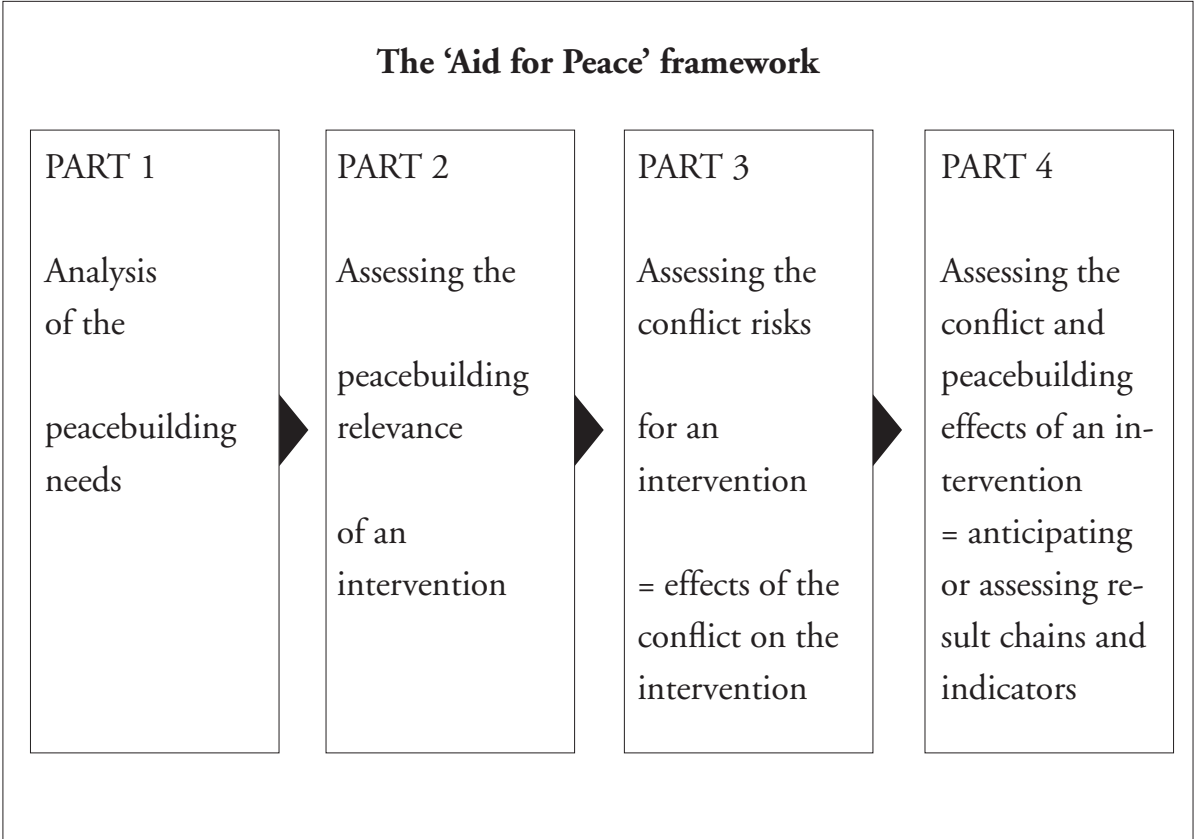 The ‘Aid for Peace’ framework
PART 1
Analysis
of the
peacebuilding
needs
PART 2
Assessing the
peacebuilding
relevance
of an
intervention
PART 3
Assessing the
conflict risks
for an
intervention
= effects of the
conflict on the
intervention
PART 4
Assessing the
conflict and
peacebuilding
effects of an in-
tervention
= anticipating
or assessing re-
sult chains and
indicators